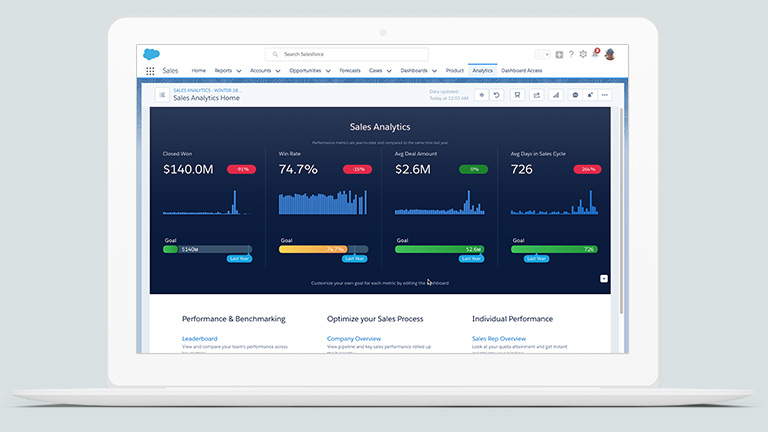 Search Salesforce
Sales Home Reports Accounts Opportunities Forecasts Cases Dashboards Product Analytics Dashboard Access
SALES ANALYTICS - WINTER 18 ...
Sales Analytics Home
Data updated:
Today at 12:03 AM
Sales Analytics
Performance metrics are year-to-date and compared to the same time last year.
Closed Won Win Rate Avg Deal Amount Avg Days in Sales Cycle
$140.0M -91% 74.7% -15% $2.6M 0% 726 264%
Goal Goal Goal Goal
$140M 74.7% $2.6M 726
Last Year Last Year Last Year Last Year
Customize your own goal for each metric by editing the dashboard
Performance & Benchmarking Optimize your Sales Process Individual Performance
Leaderboard Company Overview Sales Rep Overview
View and compare your team's performance across View pipeline and key sales performance rolled up Look at your quota attainment and get instant